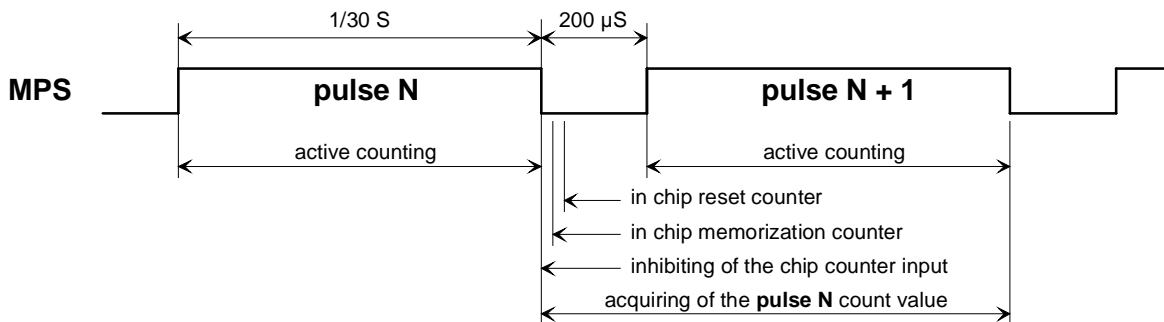 1/30 S 200 µS
MPS pulse N pulse N + 1
active counting active counting
in chip reset counter
in chip memorization counter
inhibiting of the chip counter input
acquiring of the pulse N count value